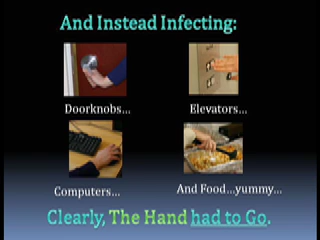 And Instead Infecting:
Doorknobs...
Elevators...
Computers...
And Food...yummy...
Clearly, The Hand had to Go.